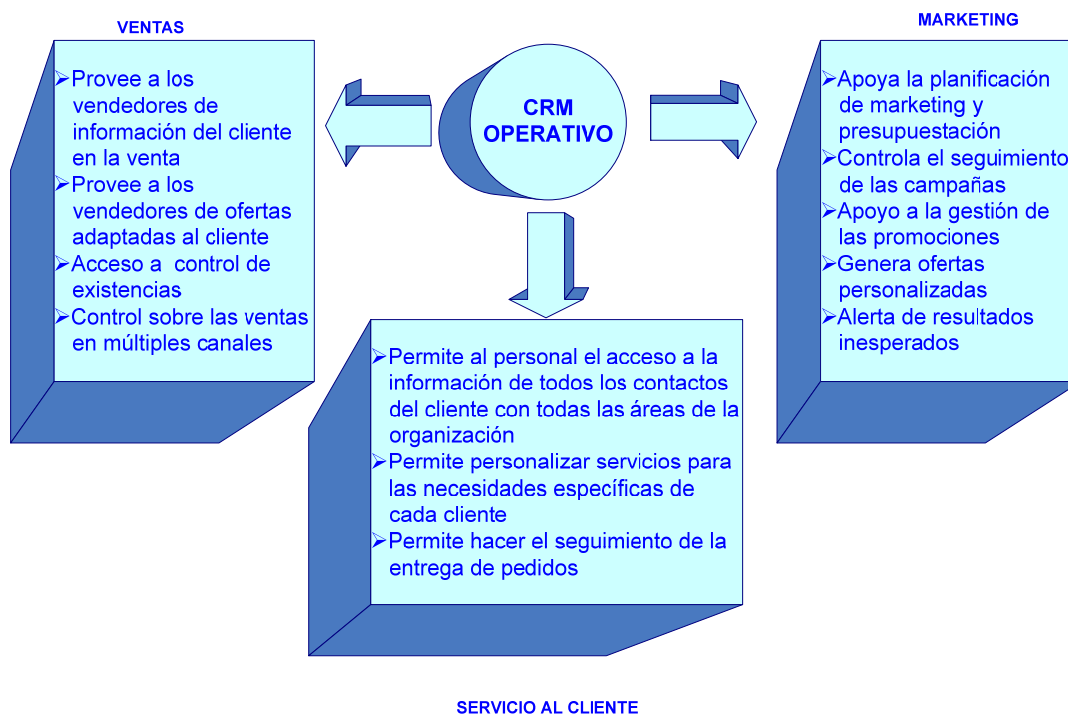 VENTAS
➢Provee a los
vendedores de
información del cliente
en la venta
➢Provee a los
vendedores de ofertas
adaptadas al cliente
➢Acceso a control de
existencias
➢Control sobre las ventas
en múltiples canales
CRM
OPERATIVO
MARKETING
➢Apoya la planificación
de marketing y
presupuestación
➢Controla el seguimiento
de las campañas
➢Apoyo a la gestión de
las promociones
➢Genera ofertas
personalizadas
➢Alerta de resultados
inesperados
➢Permite al personal el acceso a la
información de todos los contactos
del cliente con todas las áreas de la
organización
➢Permite personalizar servicios para
las necesidades específicas de
cada cliente
➢Permite hacer el seguimiento de la
entrega de pedidos
SERVICIO AL CLIENTE